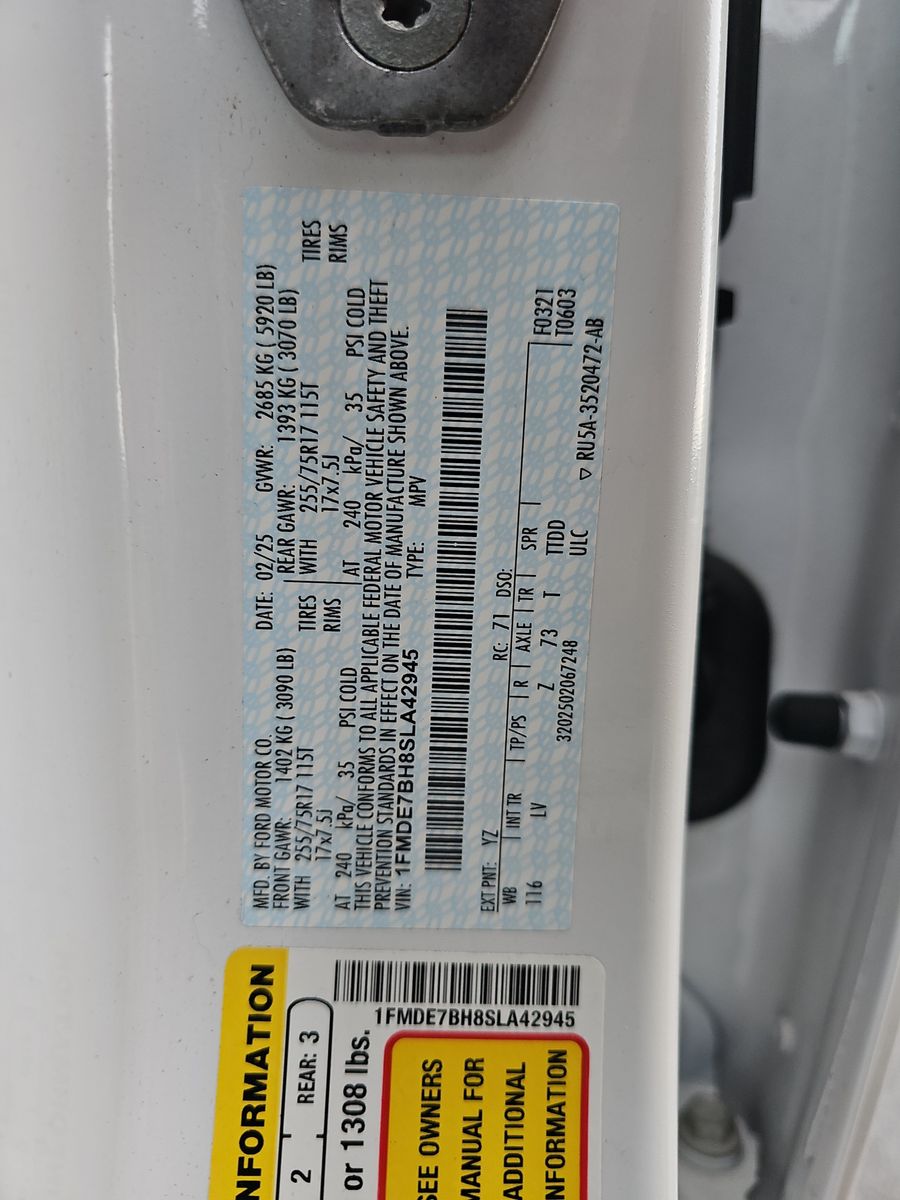 MFD. BY FORD MOTOR CO. DATE: 02/25 GVWR: 2685 KG ( 5920 LB)
FRONT GAWR: 1402 KG ( 3090 LB) REAR GAWR: 1393 KG ( 3070 LB)
WITH 255/75R17 115T TIRES WITH 255/75R17 115T TIRES
17x7.5J RIMS 17x7.5J RIMS
AT 240 kPa/ 35 PSI COLD AT 240 kPa/ 35 PSI COLD
THIS VEHICLE CONFORMS TO ALL APPLICABLE FEDERAL MOTOR VEHICLE SAFETY AND THEFT
PREVENTION STANDARDS IN EFFECT ON THE DATE OF MANUFACTURE SHOWN ABOVE.
VIN: 1FMDE7BH8SLA42945 TYPE: MPV
EXT PNT: YZ RC: 71 DSO:
WB INT TR TP/PS R AXLE TR SPR F0321
116 LV Z 73 T TTDD T0603
3202502067248 ULC
▽ RU5A-3520472-AB
NFORMATION
2 REAR: 3
or 1308 lbs.
1FMDE7BH8SLA42945
SEE OWNERS
MANUAL FOR
ADDITIONAL
INFORMATION